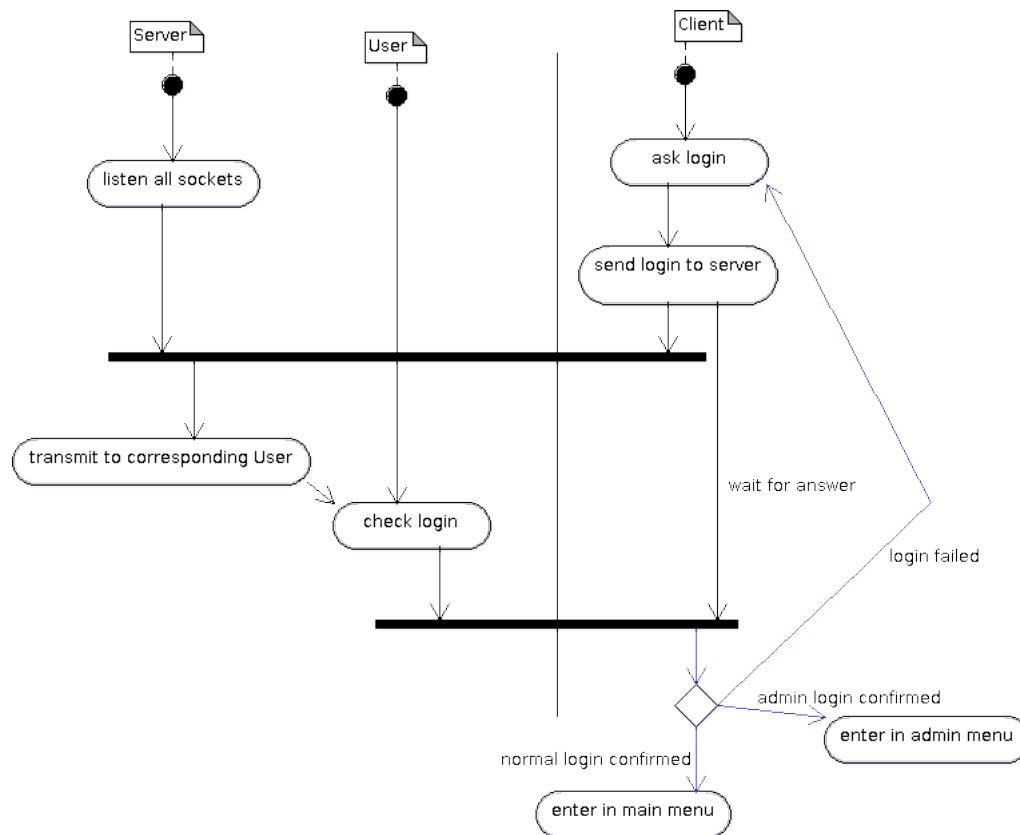 Server
User
Client
listen all sockets
ask login
send login to server
transmit to corresponding User
check login
wait for answer
login failed
admin login confirmed
enter in admin menu
normal login confirmed
enter in main menu